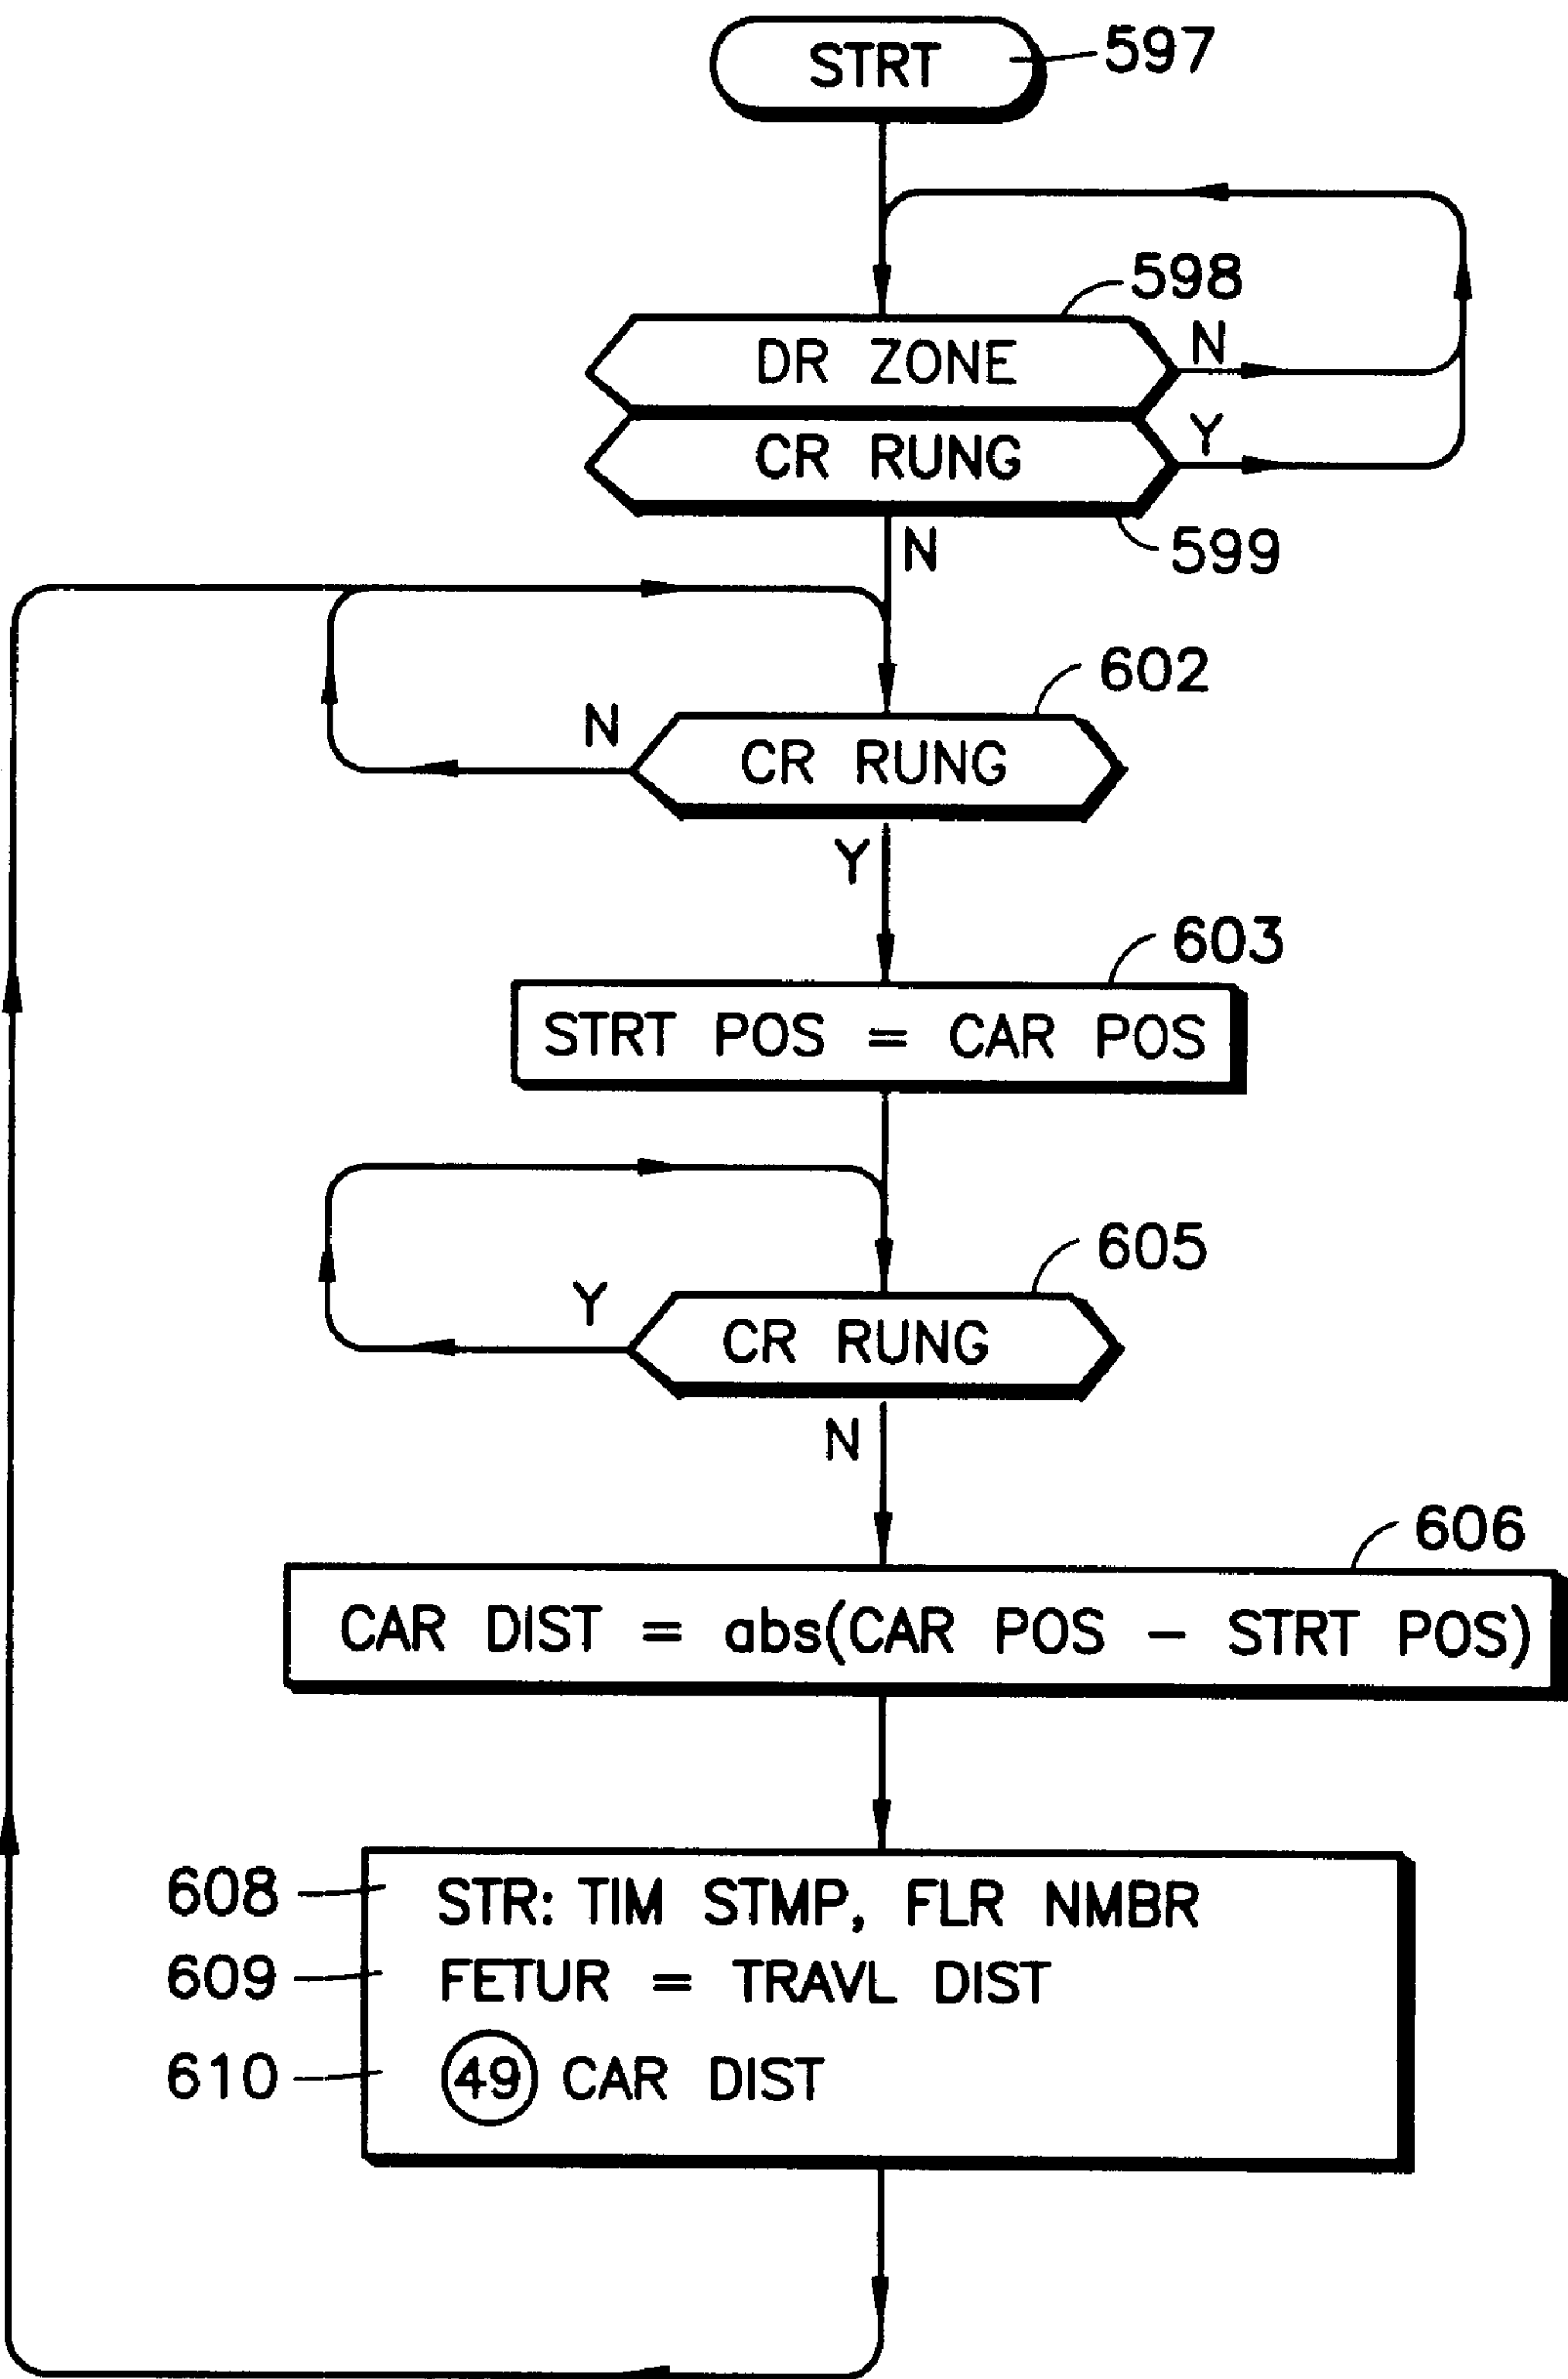 STRT 597
598
DR ZONE N
CR RUNG Y
N 599
602
N CR RUNG
Y
603
STRT POS = CAR POS
605
Y CR RUNG
N
606
CAR DIST = abs(CAR POS - STRT POS)
608 STR: TIM STMP, FLR NMBR
609 FETUR = TRAVL DIST
610 49 CAR DIST